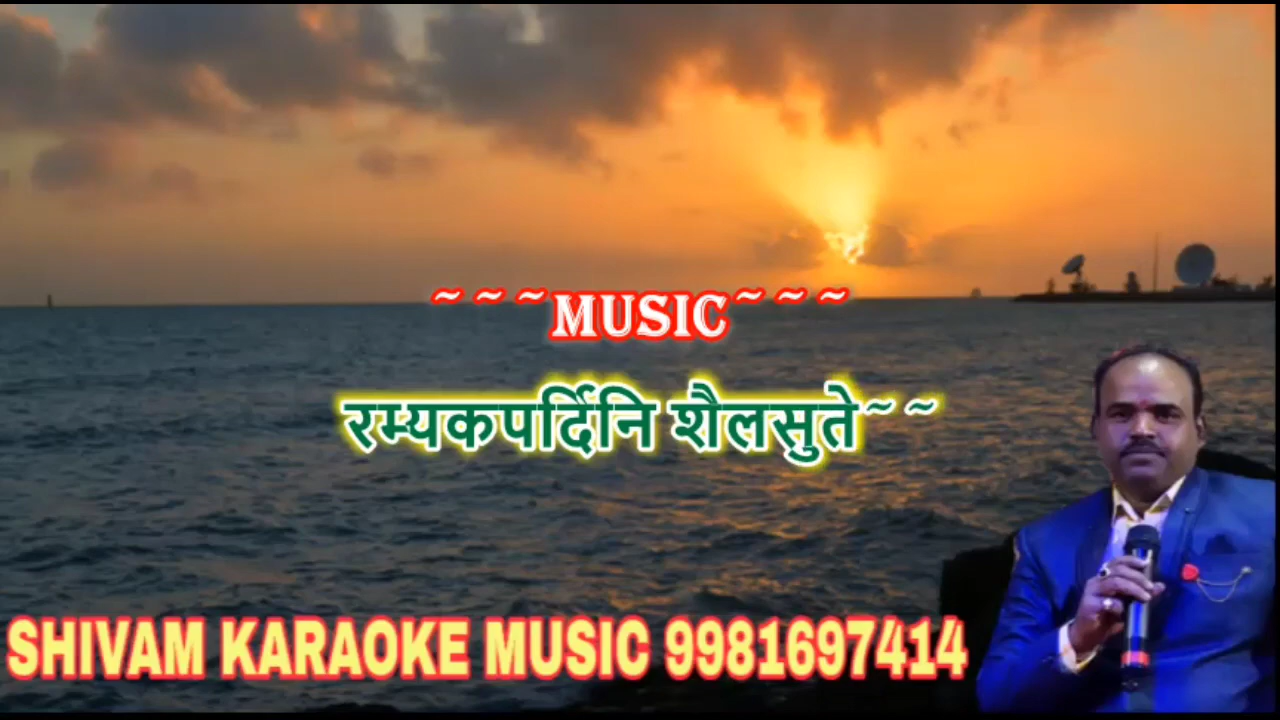 ~ ~ ~MUSIC~ ~ ~
रम्यकपर्दिनि शैलसुते~ ~
SHIVAM KARAOKE MUSIC 9981697414